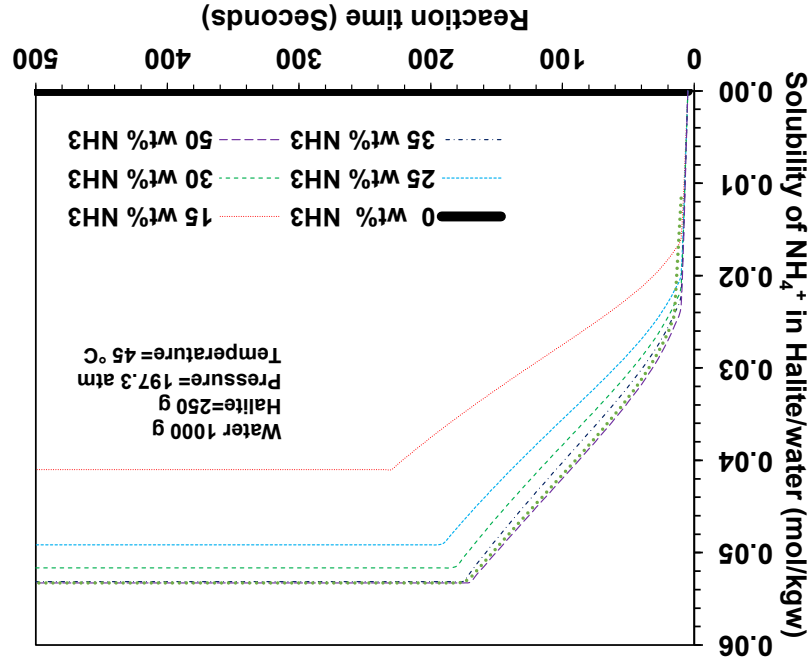 Solubility of NH₄⁺ in Halite/water (mol/kgw)
0.06
0.05
0.04
0.03
0.02
0.01
0.00
Water 1000 g
Halite=250 g
Pressure= 197.3 atm
Temperature= 45 °C
0 wt% NH3
15 wt% NH3
25 wt% NH3
30 wt% NH3
35 wt% NH3
50 wt% NH3
0 100 200 300 400 500
Reaction time (Seconds)